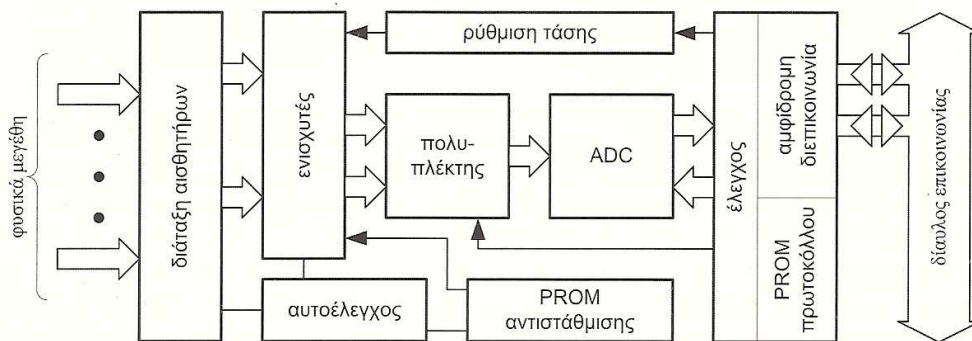 φυσικά μεγέθη
διάταξη αισθητήρων
ενισχυτές
ρύθμιση τάσης
πολυ-
πλέκτης
ADC
έλεγχος
αμφίδρομη
διεπικοινωνία
PROM
πρωτοκόλλου
δίαυλος επικοινωνίας
αυτοέλεγχος
PROM
αντιστάθμισης